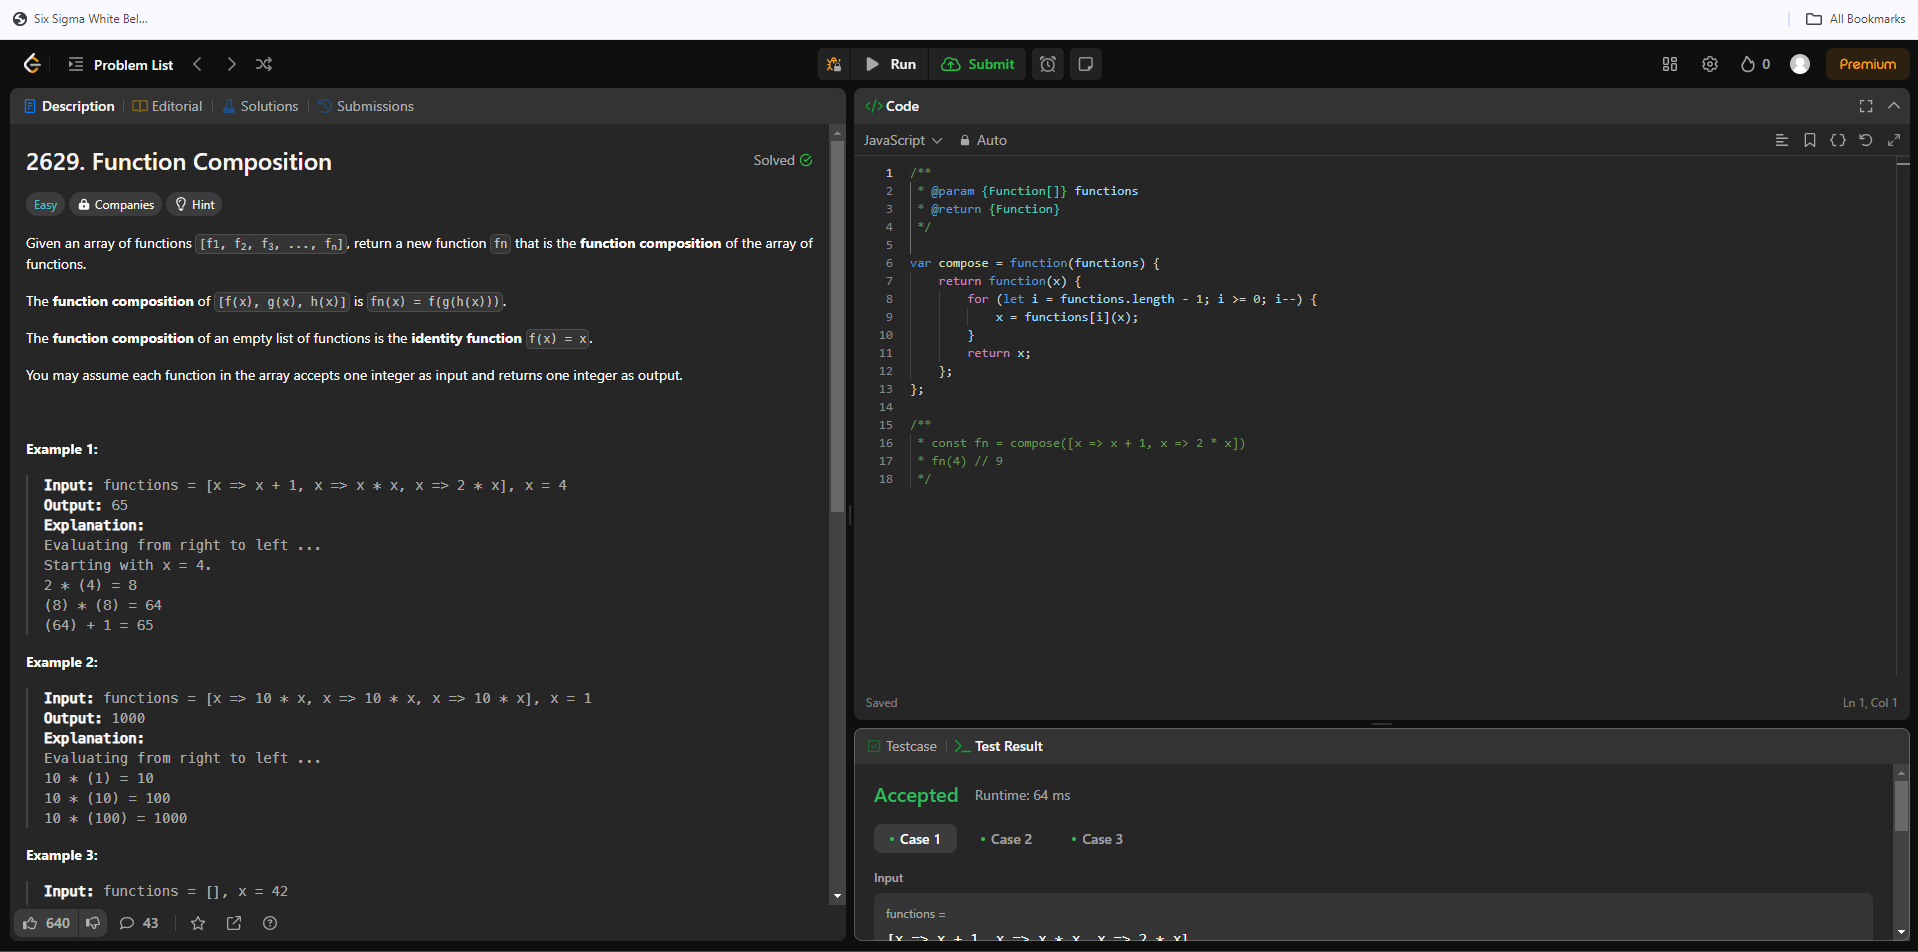 Six Sigma White Bel...
All Bookmarks
Problem List
Run
Submit
0
Premium
Description
Editorial
Solutions
Submissions
2629. Function Composition
Solved
Easy
Companies
Hint
Given an array of functions [f1, f2, f3, ..., fn], return a new function fn that is the function composition of the array of
functions.
The function composition of [f(x), g(x), h(x)] is fn(x) = f(g(h(x))).
The function composition of an empty list of functions is the identity function f(x) = x.
You may assume each function in the array accepts one integer as input and returns one integer as output.
Example 1:
Input: functions = [x => x + 1, x => x * x, x => 2 * x], x = 4
Output: 65
Explanation:
Evaluating from right to left ...
Starting with x = 4.
2 * (4) = 8
(8) * (8) = 64
(64) + 1 = 65
Example 2:
Input: functions = [x => 10 * x, x => 10 * x, x => 10 * x], x = 1
Output: 1000
Explanation:
Evaluating from right to left ...
10 * (1) = 10
10 * (10) = 100
10 * (100) = 1000
Example 3:
Input: functions = [], x = 42
640
43
</> Code
JavaScript
Auto
1 /**
2 * @param {Function[]} functions
3 * @return {Function}
4 */
5
6 var compose = function(functions) {
7 return function(x) {
8 for (let i = functions.length - 1; i >= 0; i--) {
9 x = functions[i](x);
10 }
11 return x;
12 };
13 };
14
15 /**
16 * const fn = compose([x => x + 1, x => 2 * x])
17 * fn(4) // 9
18 */
Saved
Ln 1, Col 1
Testcase
Test Result
Accepted
Runtime: 64 ms
Case 1
Case 2
Case 3
Input
functions =
[x => x + 1, x => x * x, x => 2 * x]